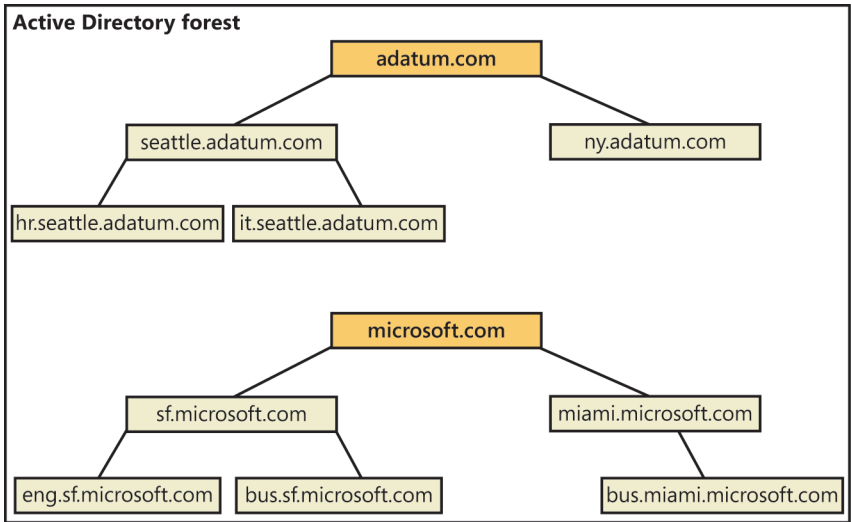 Active Directory forest
adatum.com
seattle.adatum.com
ny.adatum.com
hr.seattle.adatum.com
it.seattle.adatum.com
microsoft.com
sf.microsoft.com
miami.microsoft.com
eng.sf.microsoft.com
bus.sf.microsoft.com
bus.miami.microsoft.com